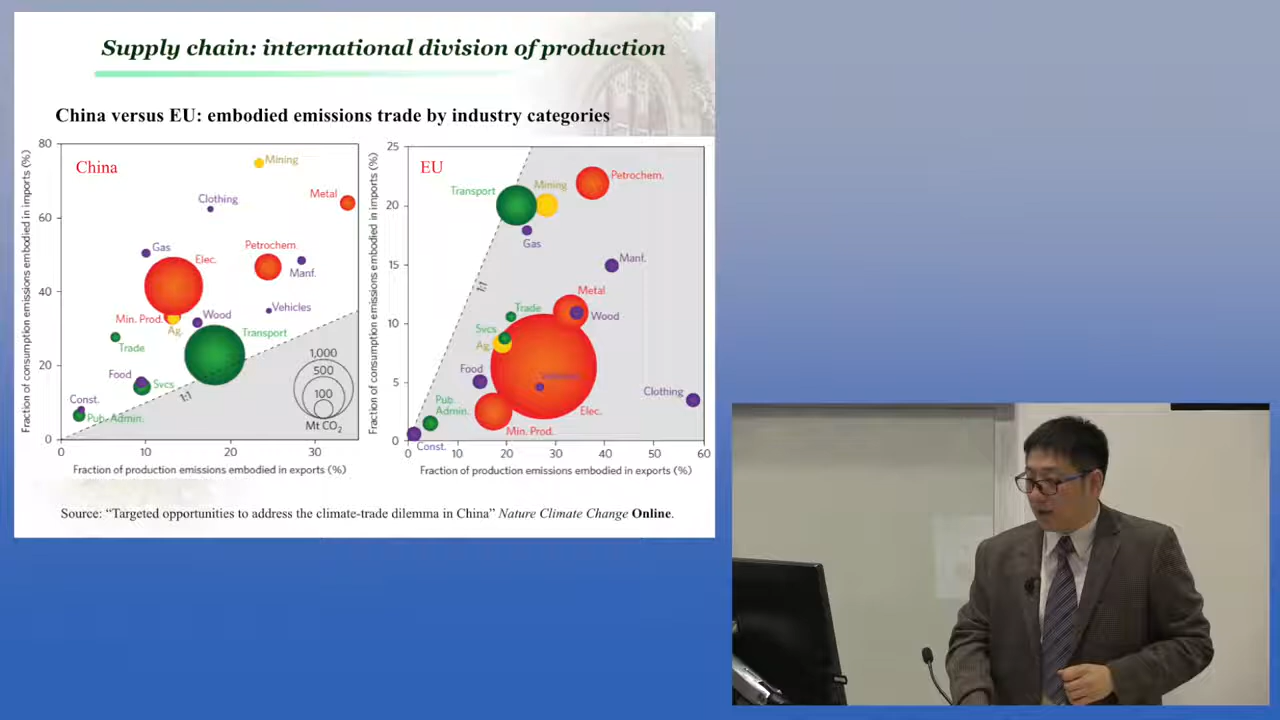 Supply chain: international division of production
China versus EU: embodied emissions trade by industry categories
Fraction of consumption emissions embodied in imports (%)
80
60
40
20
0
China
Mining
Clothing
Metal
Gas
Elec.
Petrochem.
Manf.
Min. Prod.
Ag.
Wood
Vehicles
Trade
Transport
Food
Svcs
Const.
Pub. Admin.
1:1
1,000
500
100
Mt CO2
0
10
20
30
Fraction of production emissions embodied in exports (%)
Fraction of consumption emissions embodied in imports (%)
25
20
15
10
5
0
EU
Transport
Mining
Petrochem.
Gas
Manf.
1:1
Metal
Trade
Wood
Svcs
Ag.
Food
Clothing
Pub.
Admin.
Elec.
Min. Prod.
Const.
0
10
20
30
40
50
60
Fraction of production emissions embodied in exports (%)
Source: “Targeted opportunities to address the climate-trade dilemma in China” Nature Climate Change Online.